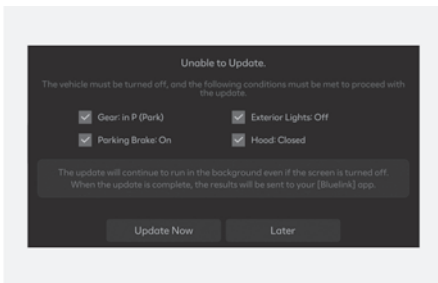 Unable to Update.
The vehicle must be turned off, and the following conditions must be met to proceed with
the update.
Gear: in P (Park)
Exterior Lights: Off
Parking Brake: On
Hood: Closed
The update will continue to run in the background even if the screen is turned off.
When the update is complete, the results will be sent to your [Bluelink] app.
Update Now
Later